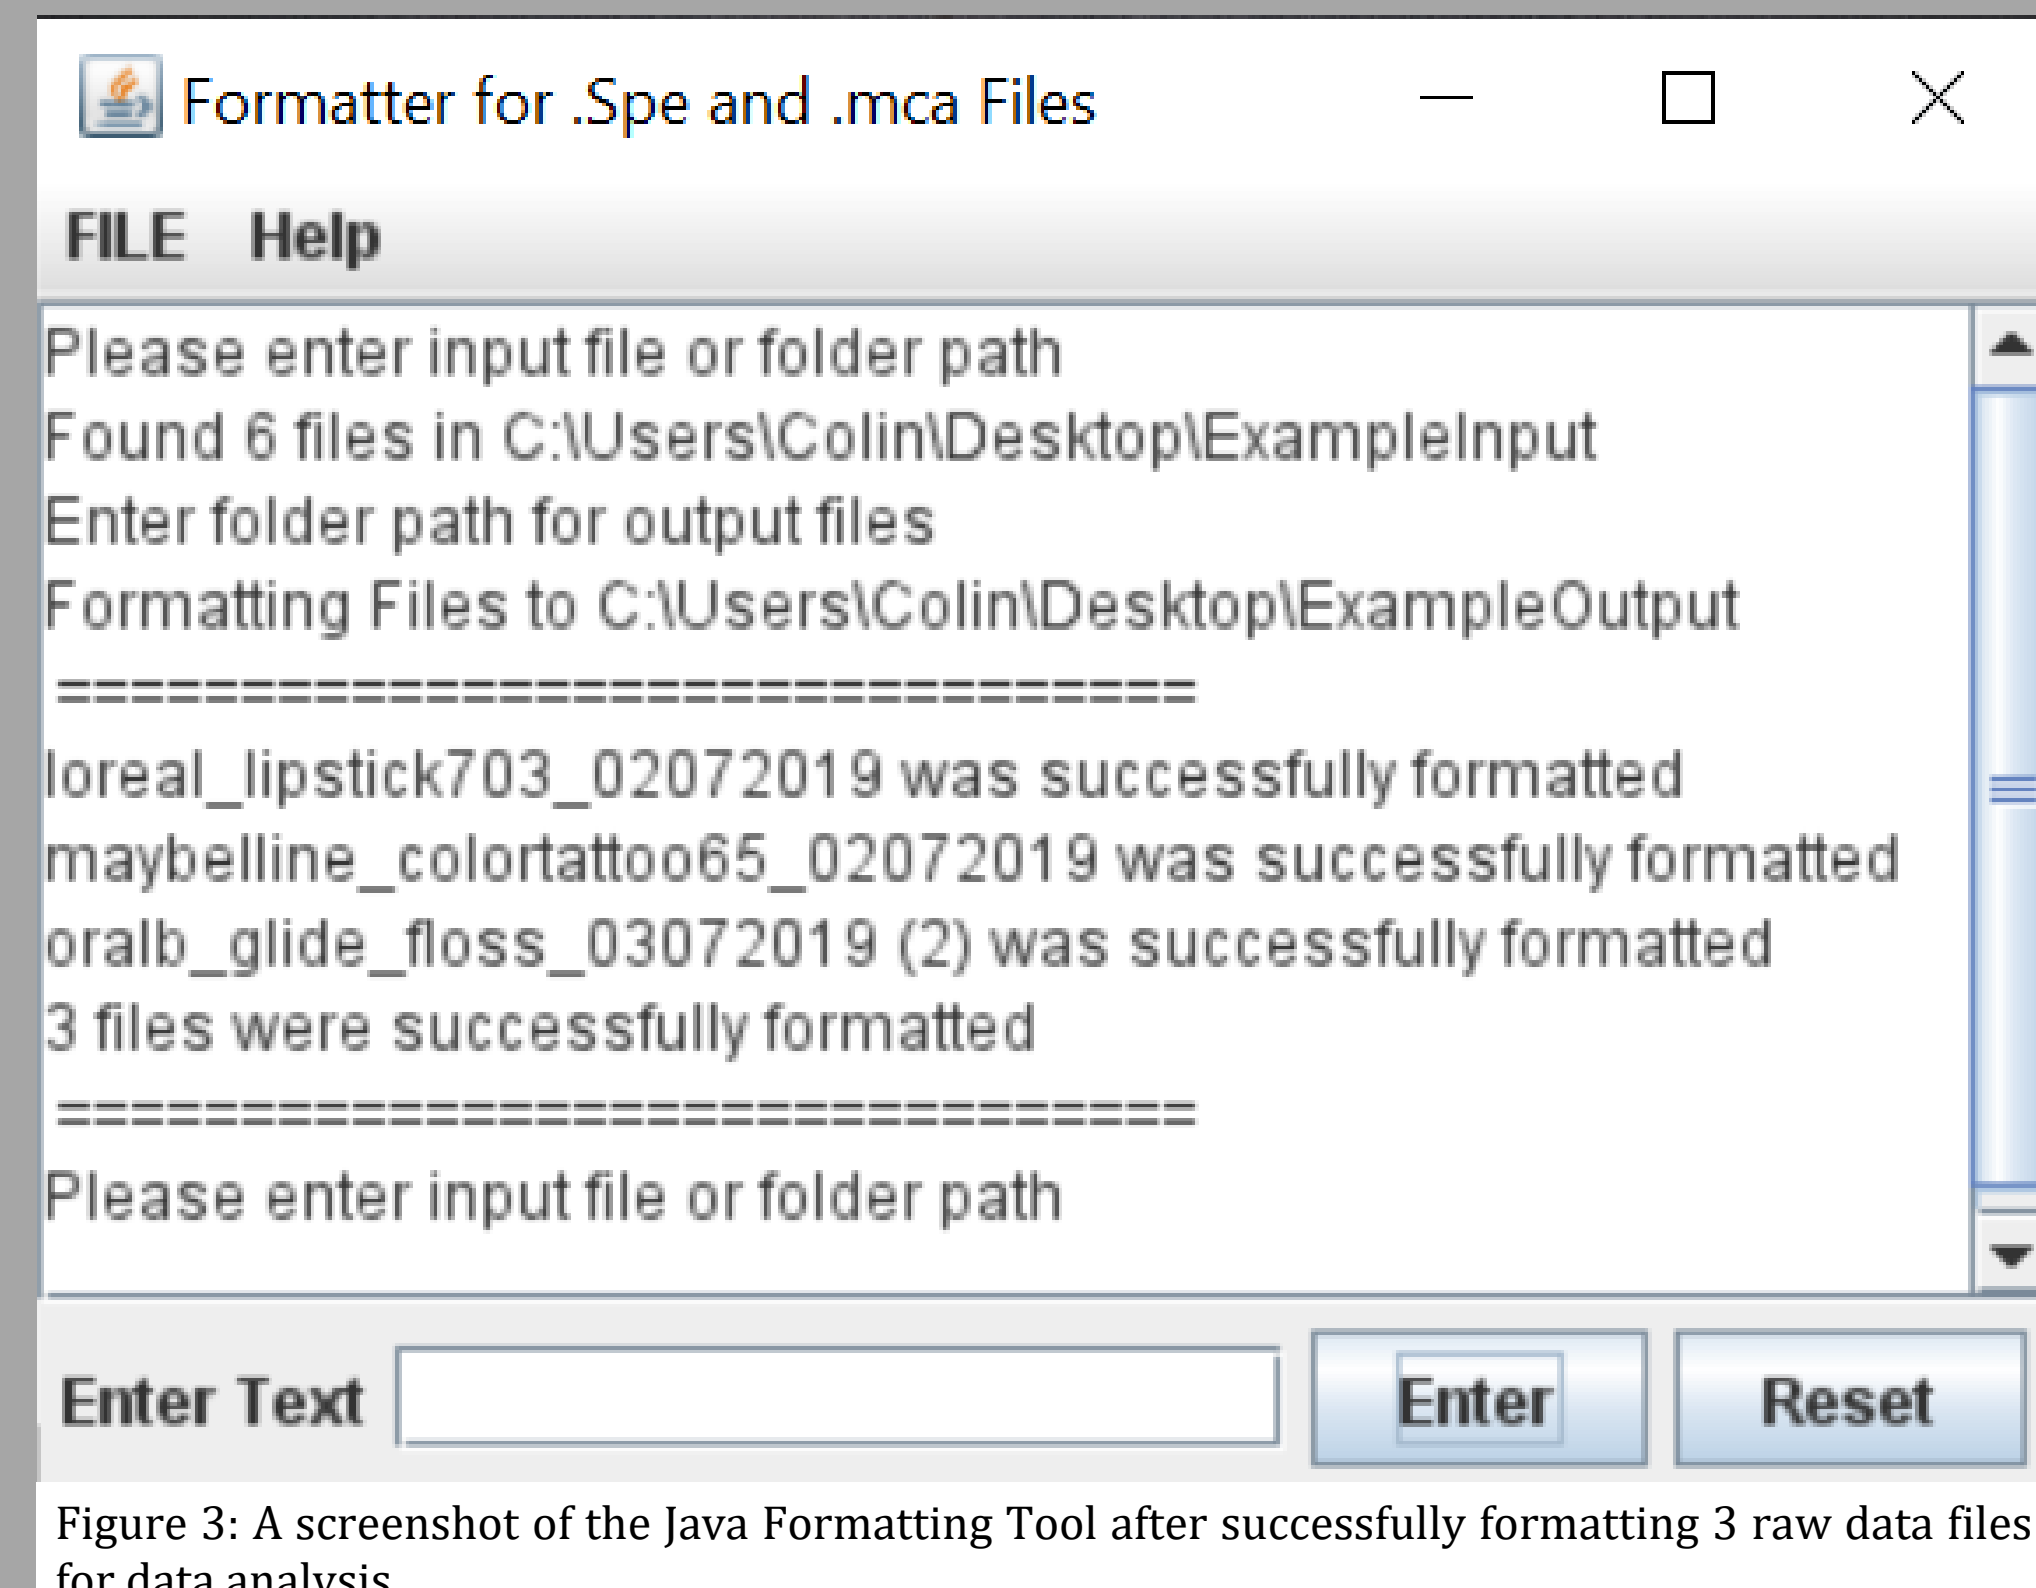 Formatter for .Spe and .mca Files
FILE Help
Please enter input file or folder path
Found 6 files in C:\Users\Colin\Desktop\ExampleInput
Enter folder path for output files
Formatting Files to C:\Users\Colin\Desktop\ExampleOutput
===============================
loreal_lipstick703_02072019 was successfully formatted
maybelline_colortattoo65_02072019 was successfully formatted
oralb_glide_floss_03072019 (2) was successfully formatted
3 files were successfully formatted
===============================
Please enter input file or folder path
Enter Text Enter Reset
Figure 3: A screenshot of the Java Formatting Tool after successfully formatting 3 raw data files
for data analysis